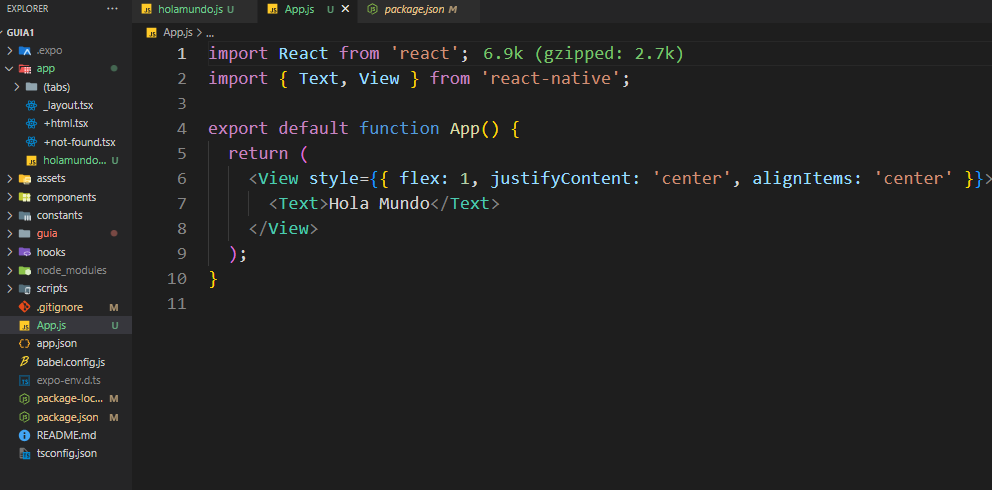 EXPLORER ...
GUIA1
.expo
app
(tabs)
_layout.tsx
+html.tsx
+not-found.tsx
holamundo... U
assets
components
constants
guia
hooks
node_modules
scripts
.gitignore M
App.js U
app.json
babel.config.js
expo-env.d.ts
package-loc... M
package.json M
README.md
tsconfig.json
holamundo.js U
App.js U
package.json M
App.js > ...
1 import React from 'react'; 6.9k (gzipped: 2.7k)
2 import { Text, View } from 'react-native';
3
4 export default function App() {
5 return (
6 <View style={{ flex: 1, justifyContent: 'center', alignItems: 'center' }}>
7 <Text>Hola Mundo</Text>
8 </View>
9 );
10 }
11